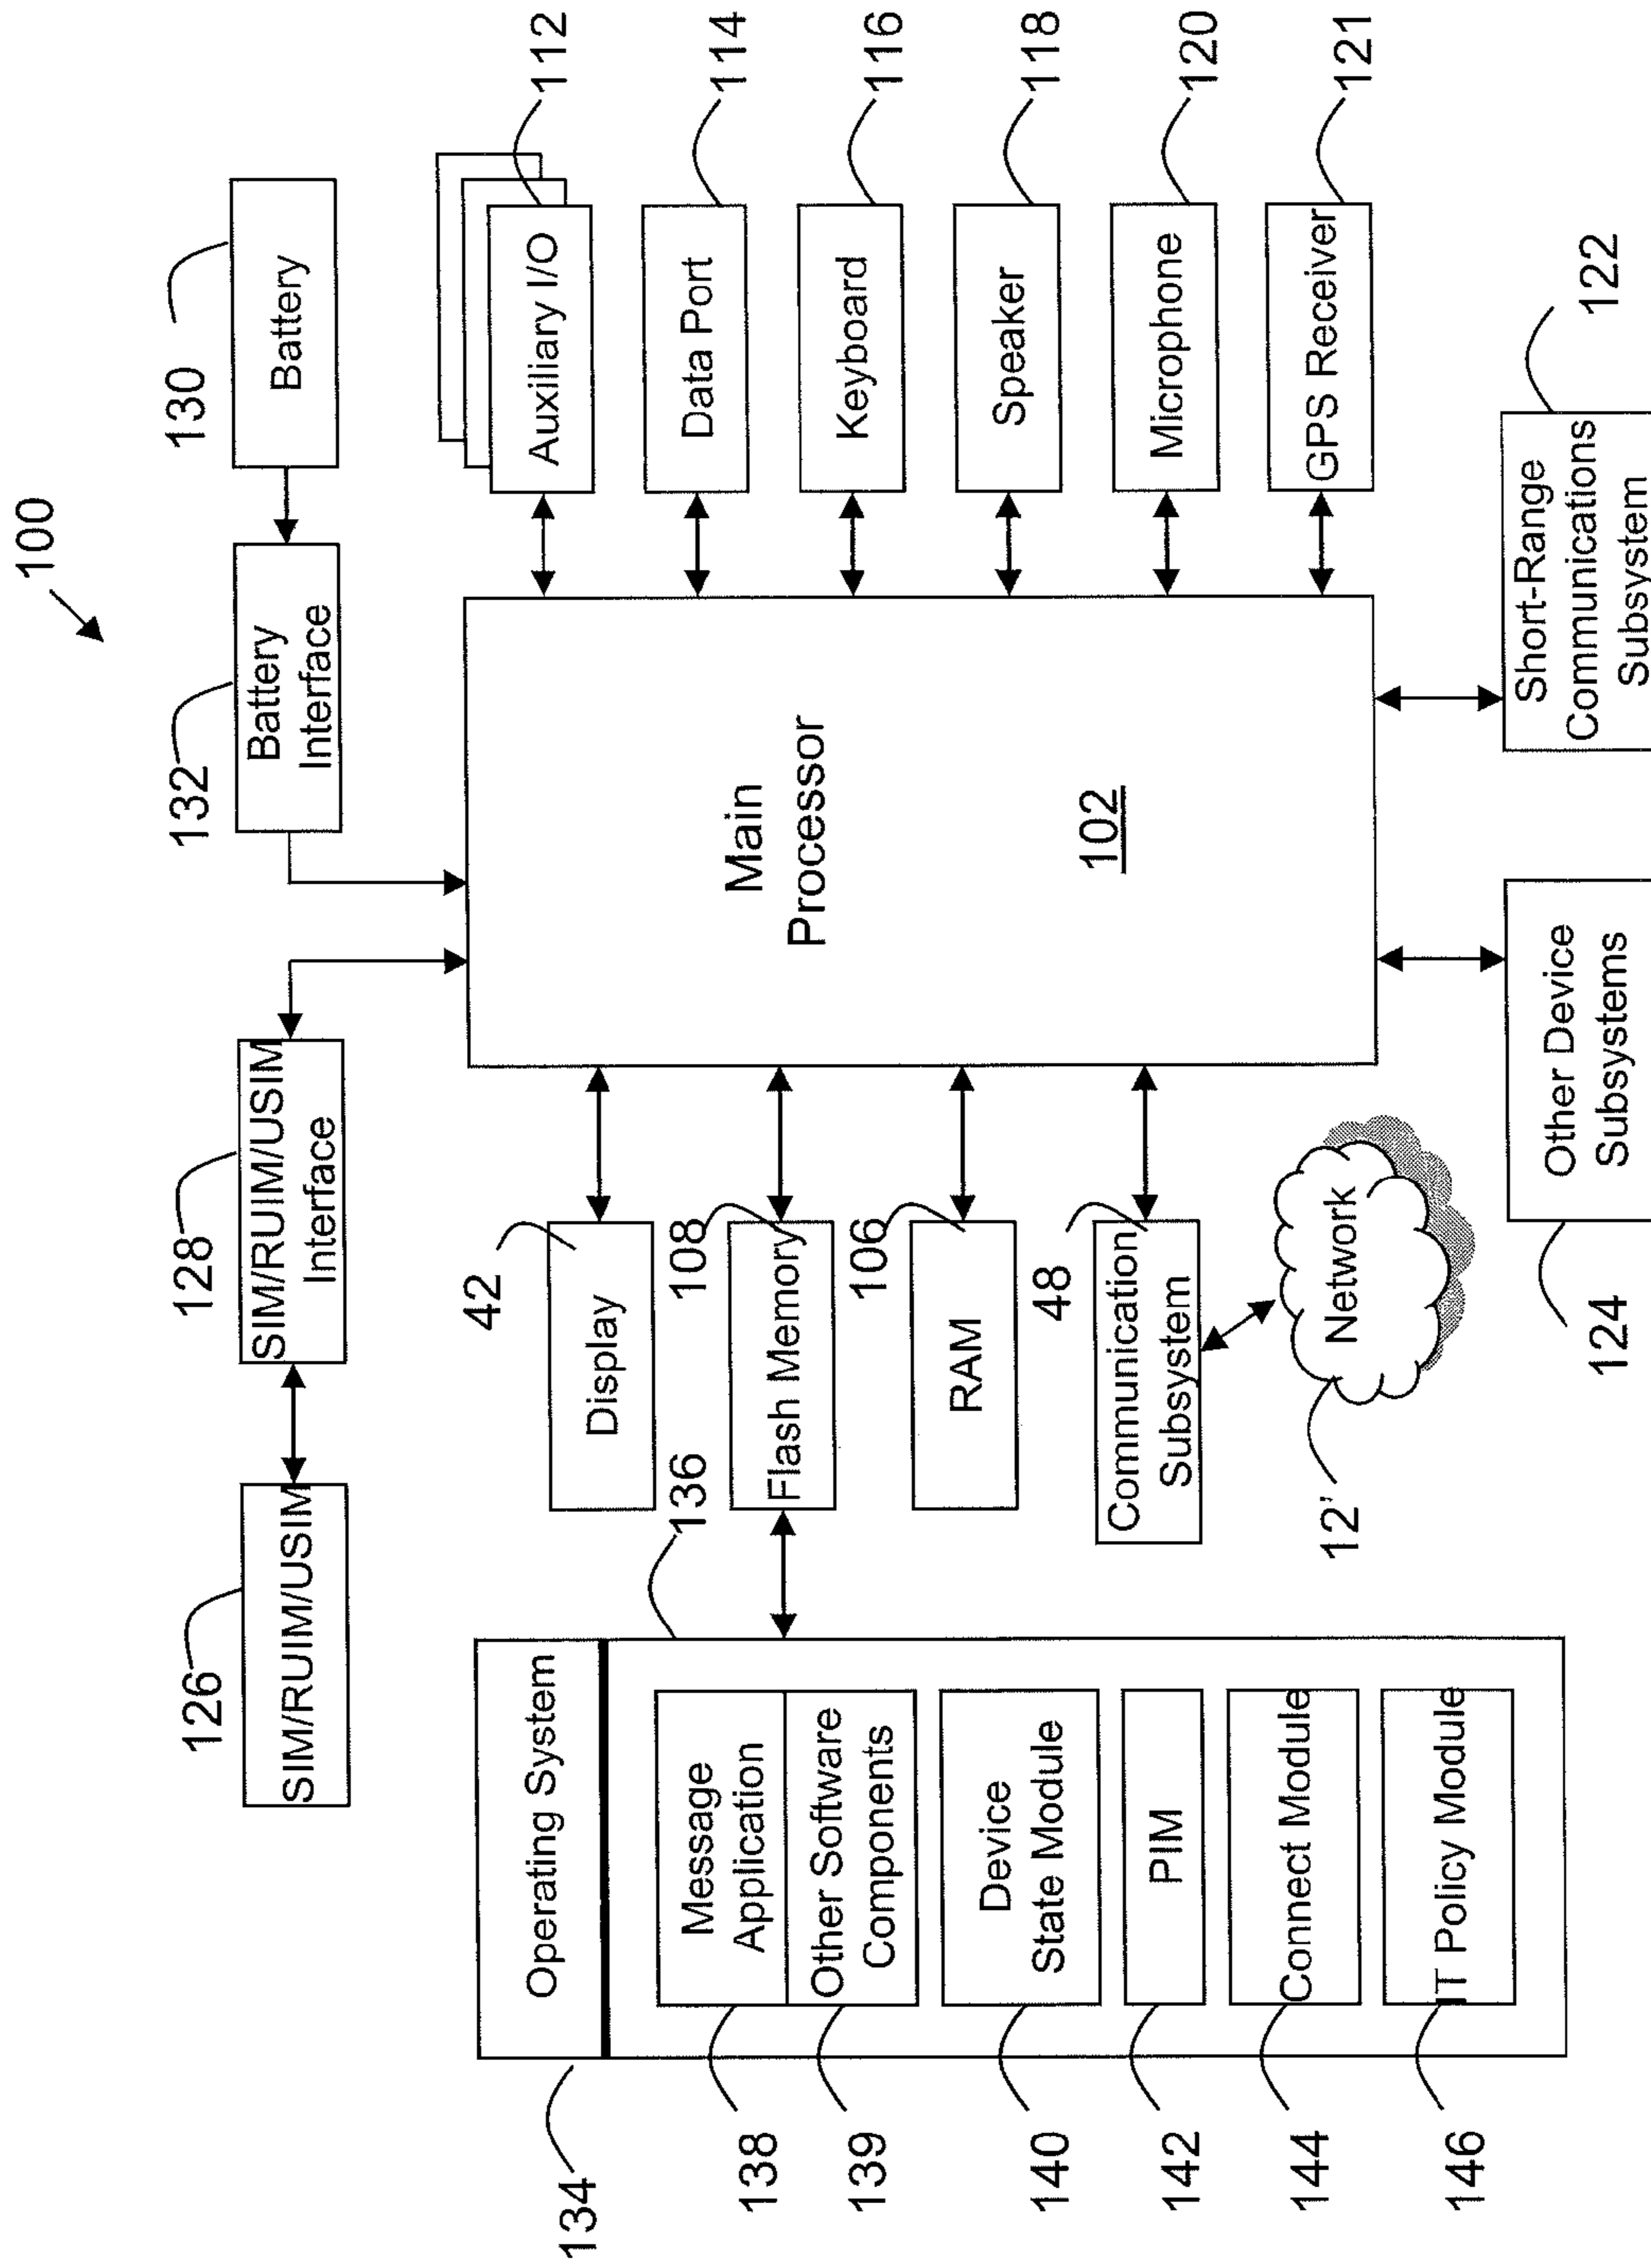 100
126
SIM/RUIM/USIM
128
SIM/RUIM/USIM
Interface
132
Battery
Interface
130
Battery
134
Operating System
136
138
Message
Application
139
Other Software
Components
140
Device
State Module
142
PIM
144
Connect Module
146
IT Policy Module
42
Display
108
Flash Memory
106
RAM
48
Communication
Subsystem
12'
Network
Main
Processor
102
Auxiliary I/O
112
Data Port
114
Keyboard
116
Speaker
118
Microphone
120
GPS Receiver
121
124
Other Device
Subsystems
Short-Range
Communications
Subsystem
122